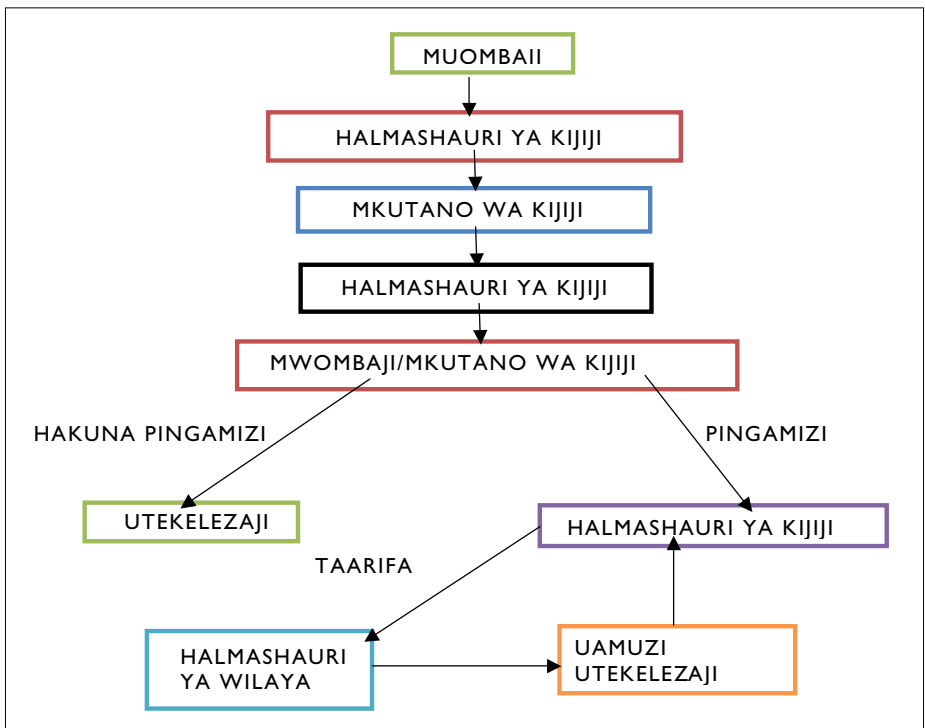 MUOMBAII
HALMASHAURI YA KIJIJI
MKUTANO WA KIJIJI
HALMASHAURI YA KIJIJI
MWOMBAJI/MKUTANO WA KIJIJI
HAKUNA PINGAMIZI
PINGAMIZI
UTEKELEZAJI
HALMASHAURI YA KIJIJI
TAARIFA
HALMASHAURI
YA WILAYA
UAMUZI
UTEKELEZAJI